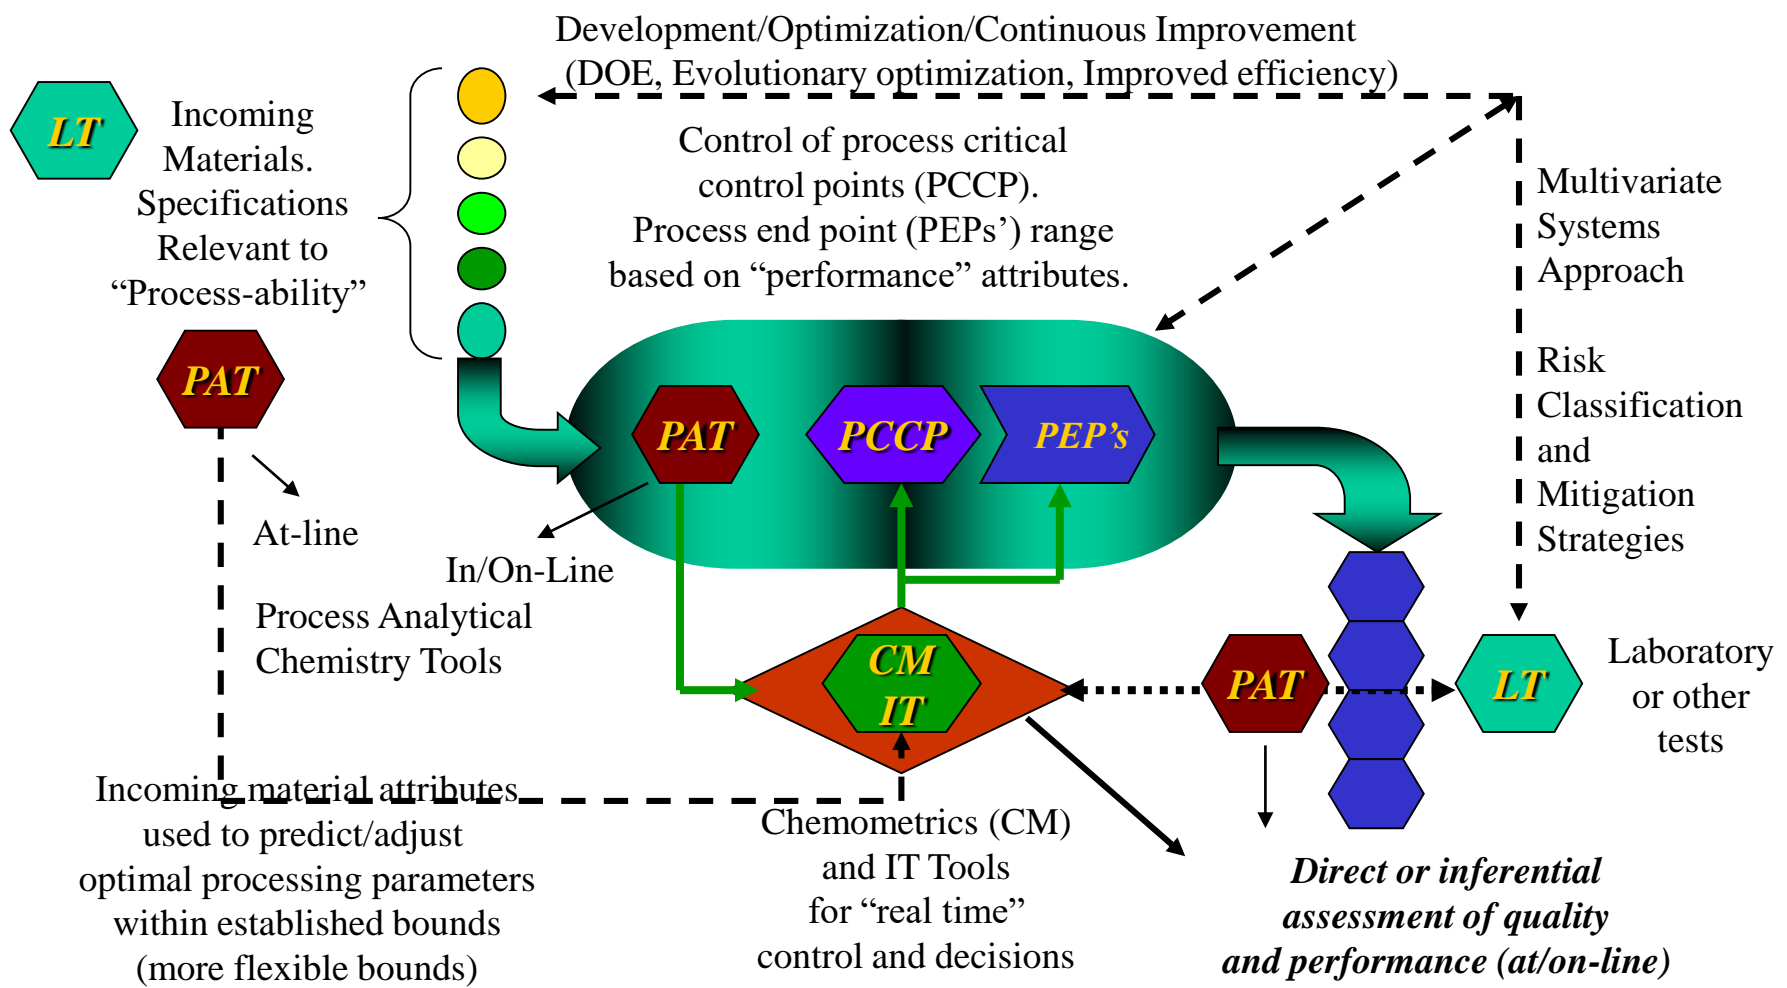 Development/Optimization/Continuous Improvement
(DOE, Evolutionary optimization, Improved efficiency)
LT
Incoming
Materials.
Specifications
Relevant to
“Process-ability”
Control of process critical
control points (PCCP).
Process end point (PEPs’) range
based on “performance” attributes.
Multivariate
Systems
Approach
Risk
Classification
and
Mitigation
Strategies
PAT
PAT
PCCP
PEP’s
At-line
In/On-Line
Process Analytical
Chemistry Tools
CM
IT
PAT
LT
Laboratory
or other
tests
Incoming material attributes
used to predict/adjust
optimal processing parameters
within established bounds
(more flexible bounds)
Chemometrics (CM)
and IT Tools
for “real time”
control and decisions
Direct or inferential
assessment of quality
and performance (at/on-line)